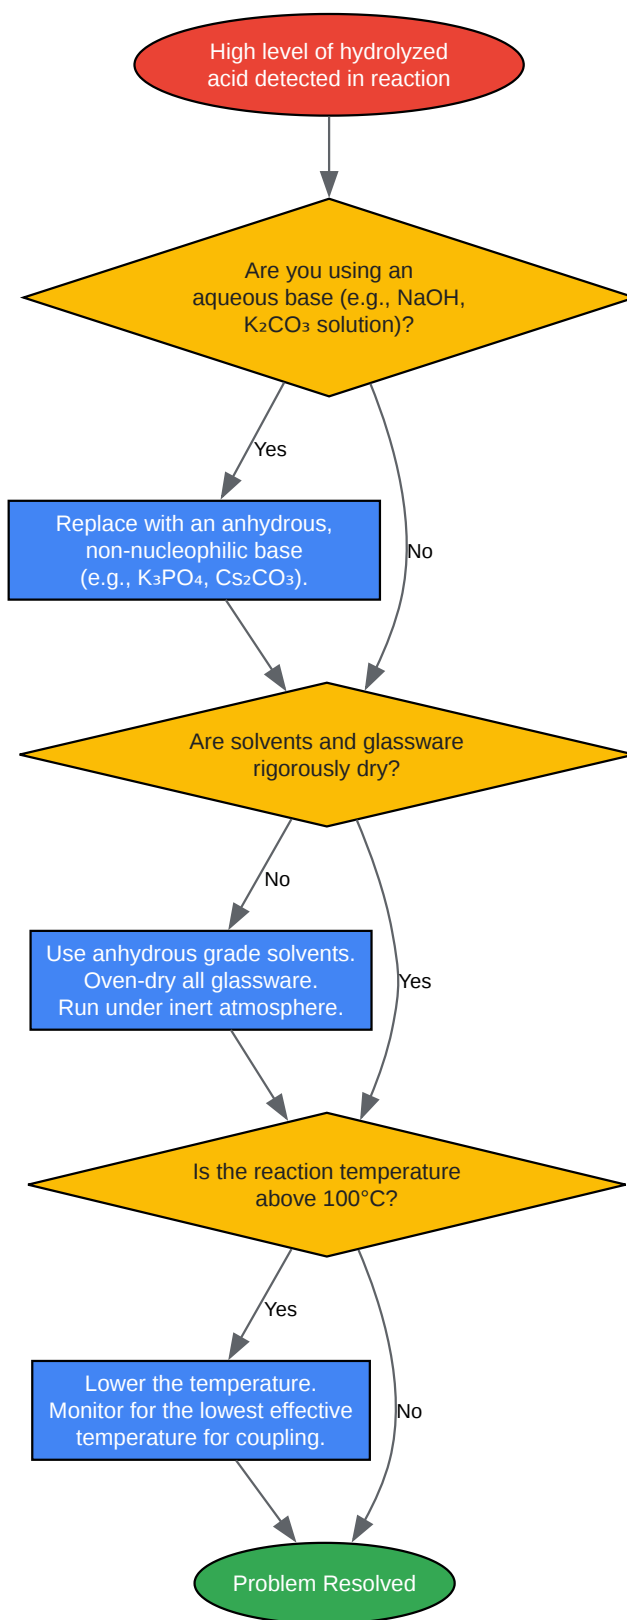 High level of hydrolyzed
acid detected in reaction
Are you using an
aqueous base (e.g., NaOH,
K₂CO₃ solution)?
Yes
No
Replace with an anhydrous,
non-nucleophilic base
(e.g., K₃PO₄, Cs₂CO₃).
Are solvents and glassware
rigorously dry?
No
Yes
Use anhydrous grade solvents.
Oven-dry all glassware.
Run under inert atmosphere.
Is the reaction temperature
above 100°C?
Yes
No
Lower the temperature.
Monitor for the lowest effective
temperature for coupling.
Problem Resolved